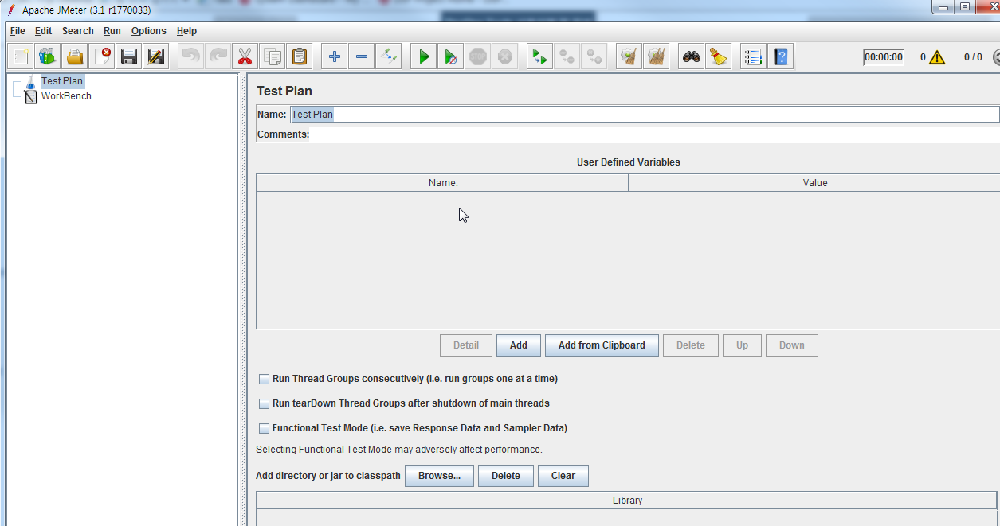 Apache JMeter (3.1 r1770033)
File Edit Search Run Options Help
STOP
00:00:00 0 0 / 0
Test Plan
WorkBench
Test Plan
Name: Test Plan
Comments:
User Defined Variables
Name: Value
Detail Add Add from Clipboard Delete Up Down
Run Thread Groups consecutively (i.e. run groups one at a time)
Run tearDown Thread Groups after shutdown of main threads
Functional Test Mode (i.e. save Response Data and Sampler Data)
Selecting Functional Test Mode may adversely affect performance.
Add directory or jar to classpath Browse... Delete Clear
Library